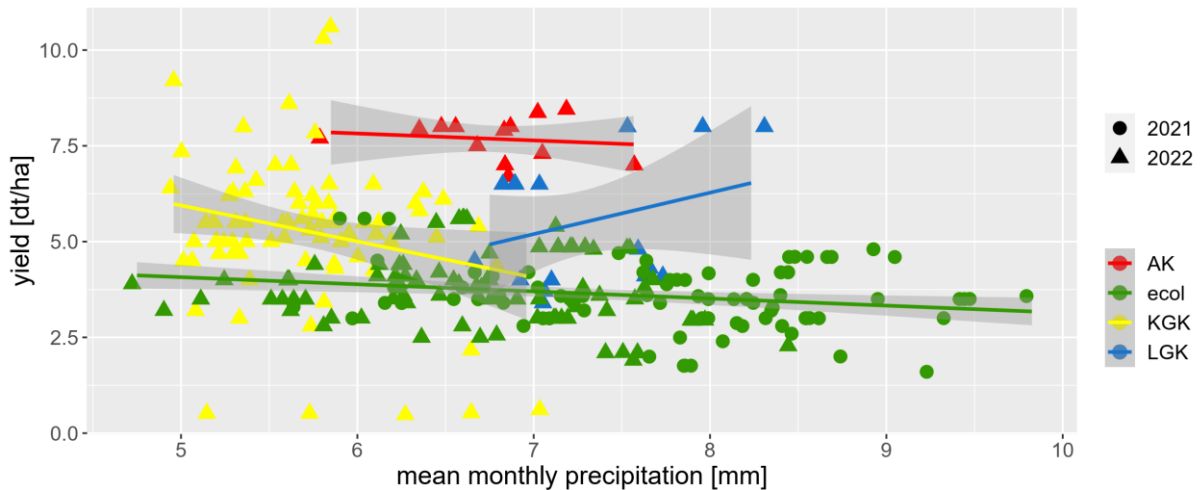 10.0
7.5
5.0
2.5
0.0
yield [dt/ha]
5 6 7 8 9 10
mean monthly precipitation [mm]
2021
2022
AK
ecol
KGK
LGK